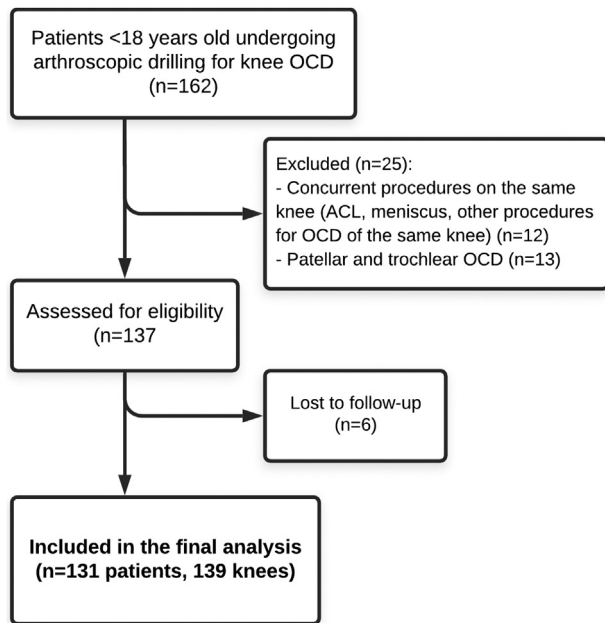 Patients <18 years old undergoing
arthroscopic drilling for knee OCD
(n=162)
Excluded (n=25):
- Concurrent procedures on the same
knee (ACL, meniscus, other procedures
for OCD of the same knee) (n=12)
- Patellar and trochlear OCD (n=13)
Assessed for eligibility
(n=137
Lost to follow-up
(n=6)
Included in the final analysis
(n=131 patients, 139 knees)